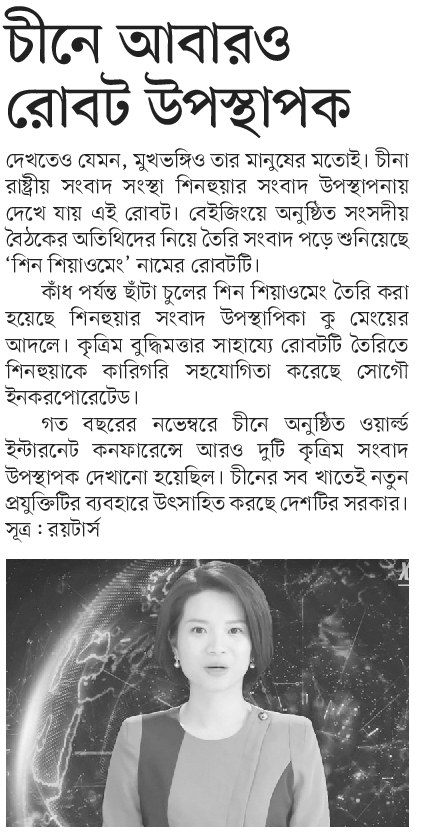 চীনে আবারও
রোবট উপস্থাপক
দেখতেও যেমন, মুখভঙ্গিও তার মানুষের মতোই। চীনা
রাষ্ট্রীয় সংবাদ সংস্থা শিনহুয়ার সংবাদ উপস্থাপনায়
দেখে যায় এই রোবট। বেইজিংয়ে অনুষ্ঠিত সংসদীয়
বৈঠকের অতিথিদের নিয়ে তৈরি সংবাদ পড়ে শুনিয়েছে
‘শিন শিয়াওমেং’ নামের রোবটটি।
কাঁধ পর্যন্ত ছাঁটা চুলের শিন শিয়াওমেং তৈরি করা
হয়েছে শিনহুয়ার সংবাদ উপস্থাপিকা কু মেংয়ের
আদলে। কৃত্রিম বুদ্ধিমত্তার সাহায্যে রোবটটি তৈরিতে
শিনহুয়াকে কারিগরি সহযোগিতা করেছে সোগৌ
ইনকরপোরেটেড।
গত বছরের নভেম্বরে চীনে অনুষ্ঠিত ওয়ার্ল্ড
ইন্টারনেট কনফারেন্সে আরও দুটি কৃত্রিম সংবাদ
উপস্থাপক দেখানো হয়েছিল। চীনের সব খাতেই নতুন
প্রযুক্তিটির ব্যবহারে উৎসাহিত করছে দেশটির সরকার।
সূত্র : রয়টার্স